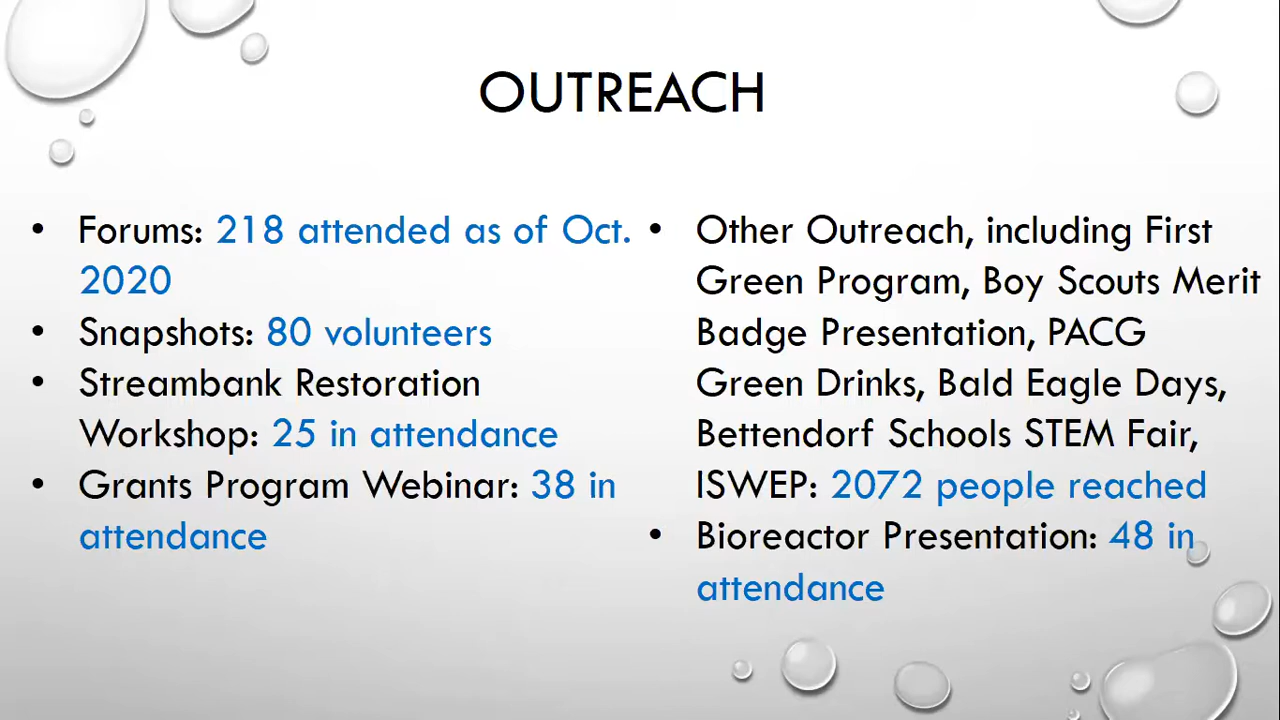 OUTREACH
• Forums: 218 attended as of Oct.
2020
• Snapshots: 80 volunteers
• Streambank Restoration
Workshop: 25 in attendance
• Grants Program Webinar: 38 in
attendance
• Other Outreach, including First
Green Program, Boy Scouts Merit
Badge Presentation, PACG
Green Drinks, Bald Eagle Days,
Bettendorf Schools STEM Fair,
ISWEP: 2072 people reached
• Bioreactor Presentation: 48 in
attendance